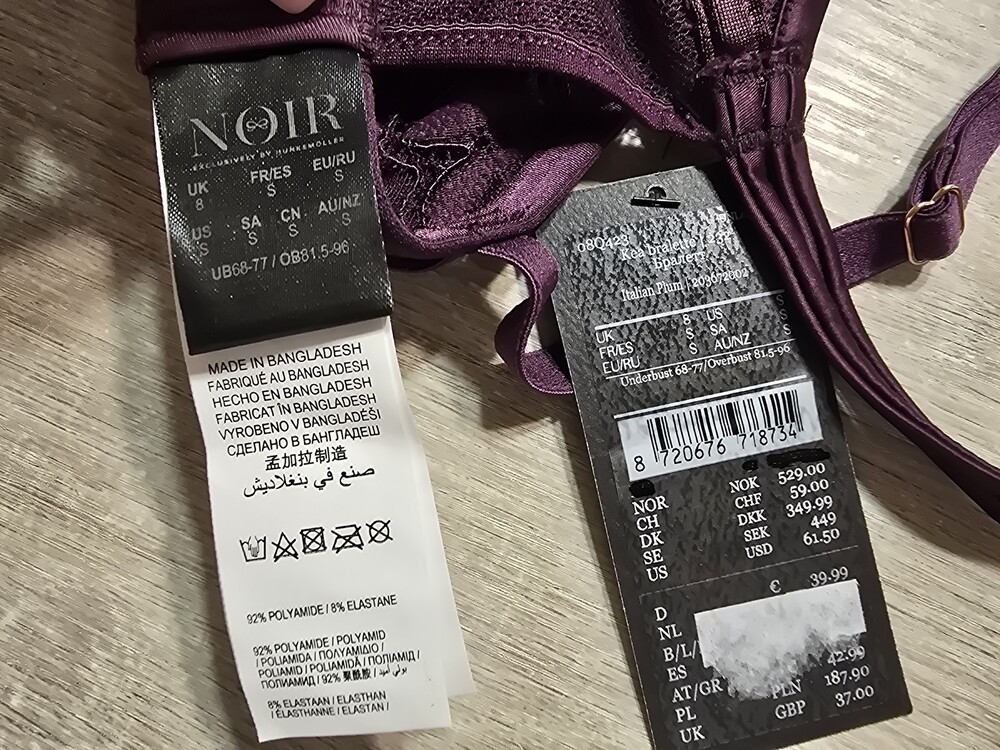 NOIR
EXCLUSIVELY BY HUNKEMÖLLER
UK FR/ES EU/RU
8 S S
US SA CN AU/NZ
S S S S
UB68-77 / OB81.5-96
MADE IN BANGLADESH
FABRIQUÉ AU BANGLADESH
HECHO EN BANGLADESH
FABRICAT ÎN BANGLADESH
VYROBENO V BANGLADÉŠI
СДЕЛАНО В БАНГЛАДЕШ
孟加拉制造
صنع في بنغلاديش
92% POLYAMIDE / 8% ELASTANE
92% POLYAMIDE / POLYAMID
/ POLIAMIDA / ΠΟΛΥΑΜΙΔΙΟ /
POLIAMID / POLIAMIDĂ / ПОЛІАМІД /
ПОЛИАМИД / 92% 聚酰胺 / بولي أميد
8% ELASTAAN / ELASTHAN
/ ÉLASTHANNE / ELASTAN /
08Q423
Kea bralette
Бралетт
Italian Plum | 203672002
UK 8 US S
FR/ES S SA S
EU/RU S AU/NZ S
Underbust 68-77/Overbust 81.5-96
8 720676 718734
NOR NOK 529.00
CH CHF 59.00
DK DKK 349.99
SE SEK 449
US USD 61.50
€ 39.99
D
NL
B/L/
ES 42.99
AT/GR
PL PLN 187.90
UK GBP 37.00